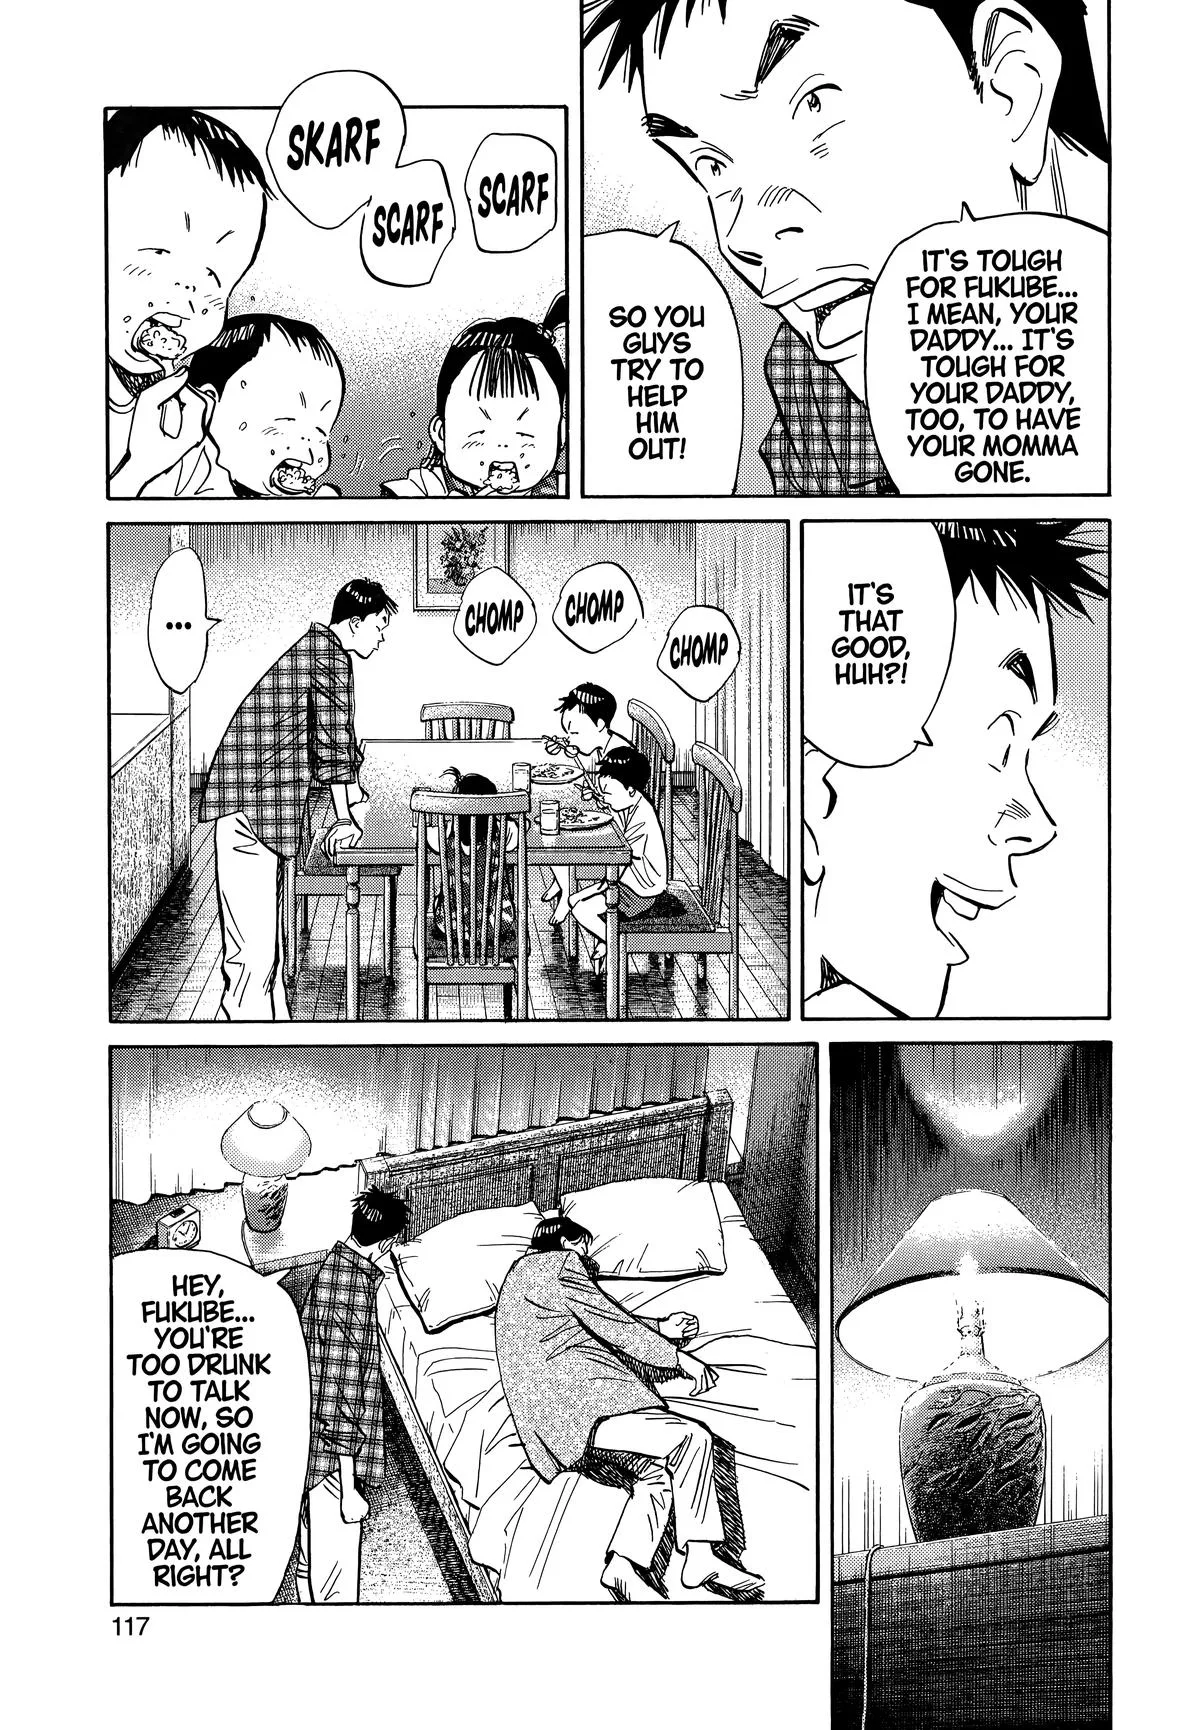 IT'S TOUGH
FOR FUKUBE...
I MEAN, YOUR
DADDY... IT'S
TOUGH FOR
YOUR DADDY,
TOO, TO HAVE
YOUR MOMMA
GONE.
SO YOU
GUYS
TRY TO
HELP
HIM
OUT!
SCARF
SCARF
SKARF
IT'S
THAT
GOOD,
HUH?!
CHOMP
CHOMP
CHOMP
...
HEY,
FUKUBE...
YOU'RE
TOO DRUNK
TO TALK
NOW, SO
I'M GOING
TO COME
BACK
ANOTHER
DAY, ALL
RIGHT?
117